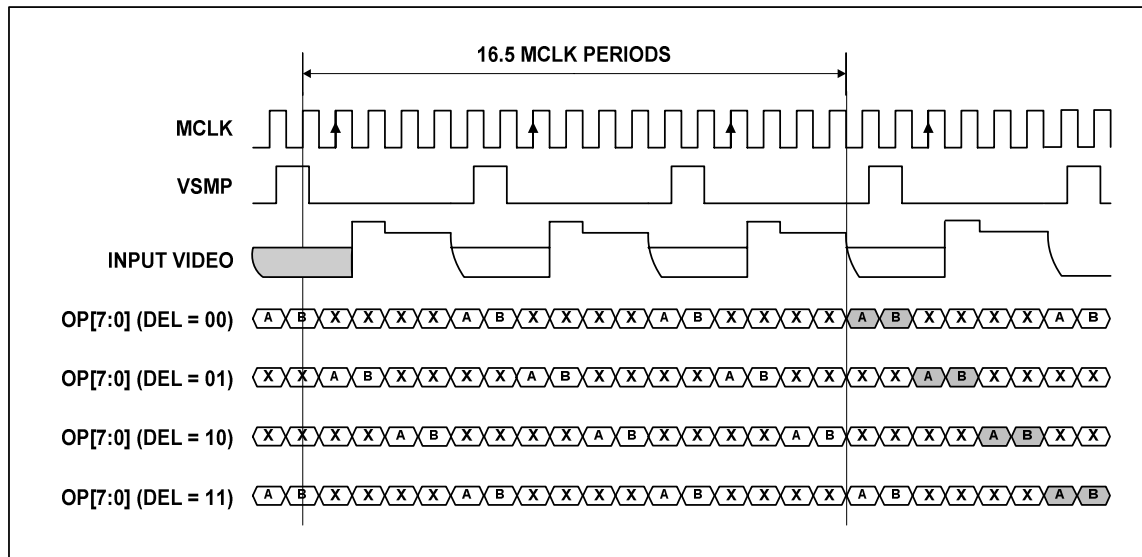 16.5 MCLK PERIODS
MCLK
VSMP
INPUT VIDEO
OP[7:0] (DEL = 00) A B X X X X A B X X X X A B X X X X A B X X X X A B
OP[7:0] (DEL = 01) X X A B X X X X A B X X X X A B X X X X A B X X X X
OP[7:0] (DEL = 10) X X X X A B X X X X A B X X X X A B X X X X A B X X
OP[7:0] (DEL = 11) A B X X X X A B X X X X A B X X X X A B X X X X A B